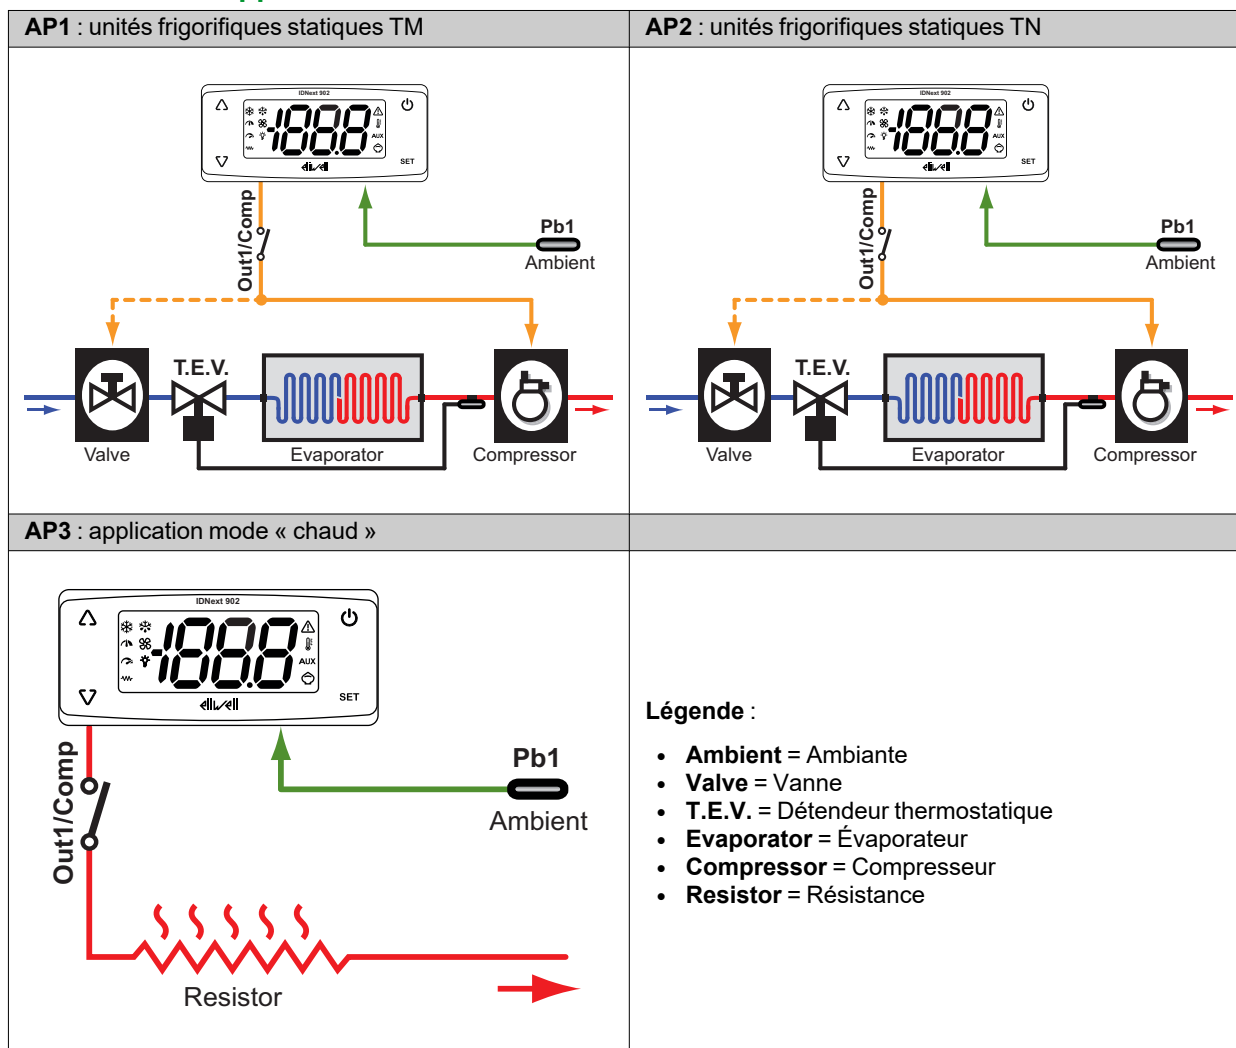 AP1 : unités frigorifiques statiques TM
IDNext 902
188.8
AUX
SET
eliwell
Out1/Comp
Pb1
Ambient
T.E.V.
Valve
Evaporator
Compressor
AP2 : unités frigorifiques statiques TN
IDNext 902
188.8
AUX
SET
eliwell
Out1/Comp
Pb1
Ambient
T.E.V.
Valve
Evaporator
Compressor
AP3 : application mode « chaud »
IDNext 902
188.8
AUX
SET
eliwell
Out1/Comp
Pb1
Ambient
Resistor
Légende :
• Ambient = Ambiante
• Valve = Vanne
• T.E.V. = Détendeur thermostatique
• Evaporator = Évaporateur
• Compressor = Compresseur
• Resistor = Résistance